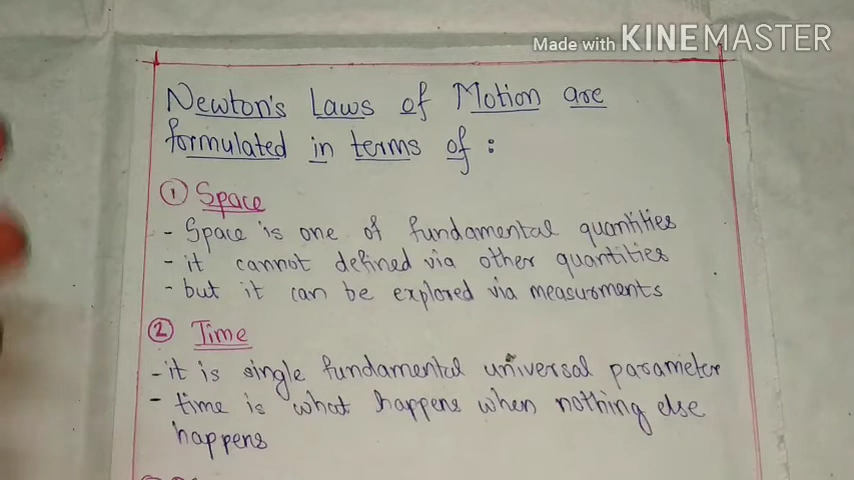 Made with KINEMASTER
Newton's Laws of Motion are
formulated in terms of :
① Space
- Space is one of fundamental quantities
- it cannot defined via other quantities
- but it can be explored via measurments
② Time
- it is single fundamental universal parameter
- time is what happens when nothing else
happens